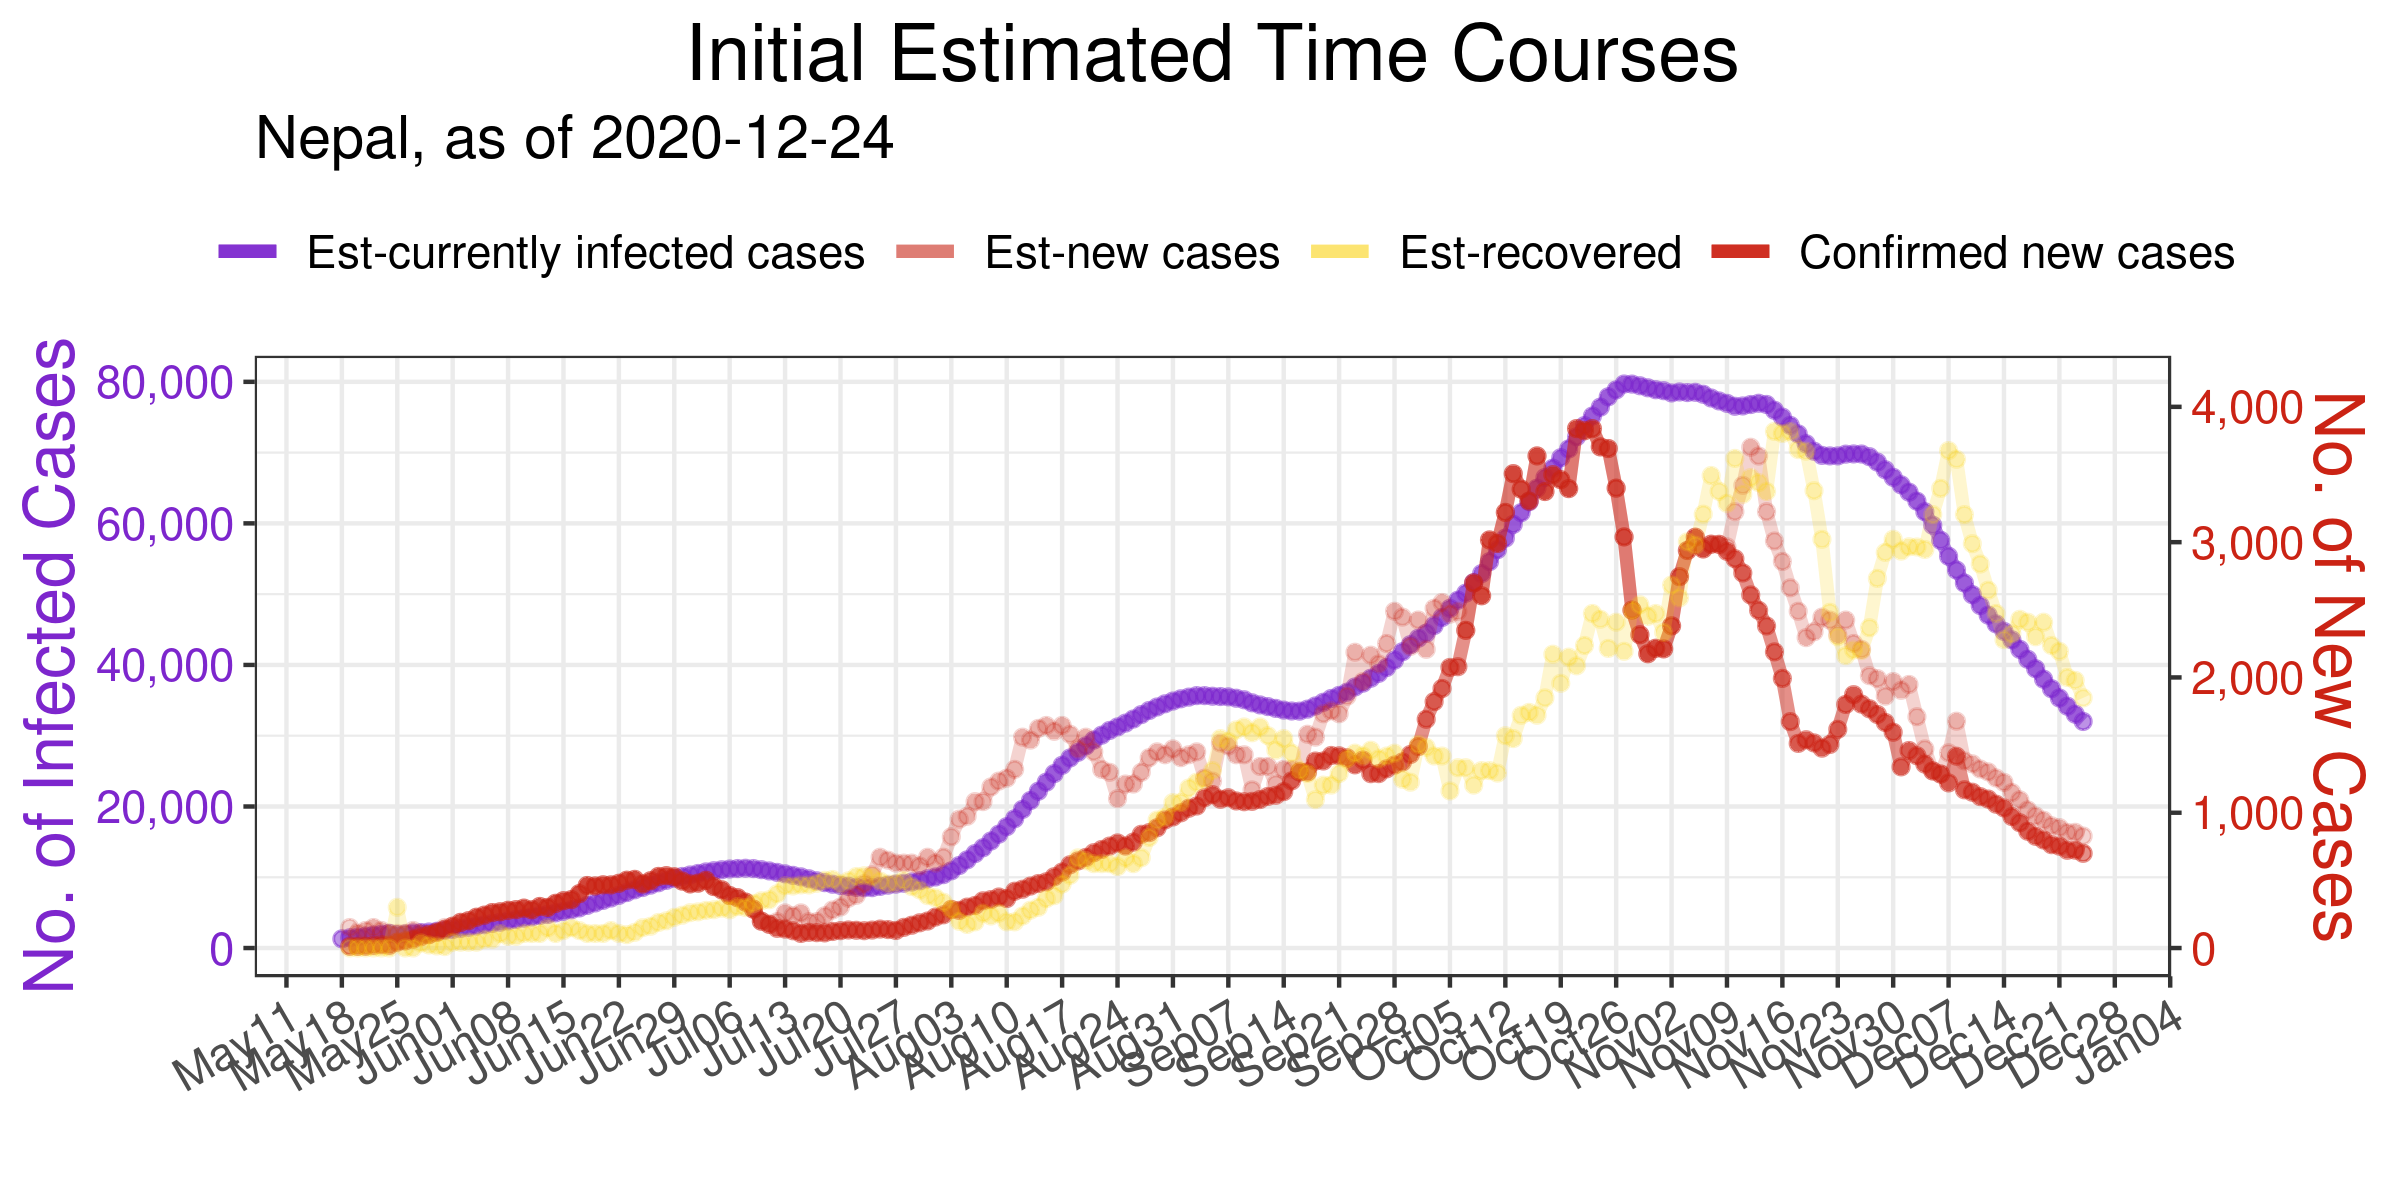 Initial Estimated Time Courses
Nepal, as of 2020-12-24
Est-currently infected cases Est-new cases Est-recovered Confirmed new cases
No. of Infected Cases
80,000
60,000
40,000
20,000
0
4,000
3,000
2,000
1,000
0
No. of New Cases
May11 May18 May25 Jun01 Jun08 Jun15 Jun22 Jun29 Jul06 Jul13 Jul20 Jul27 Aug03 Aug10 Aug17 Aug24 Aug31 Sep07 Sep14 Sep21 Sep28 Oct05 Oct12 Oct19 Oct26 Nov02 Nov09 Nov16 Nov23 Nov30 Dec07 Dec14 Dec21 Dec28 Jan04